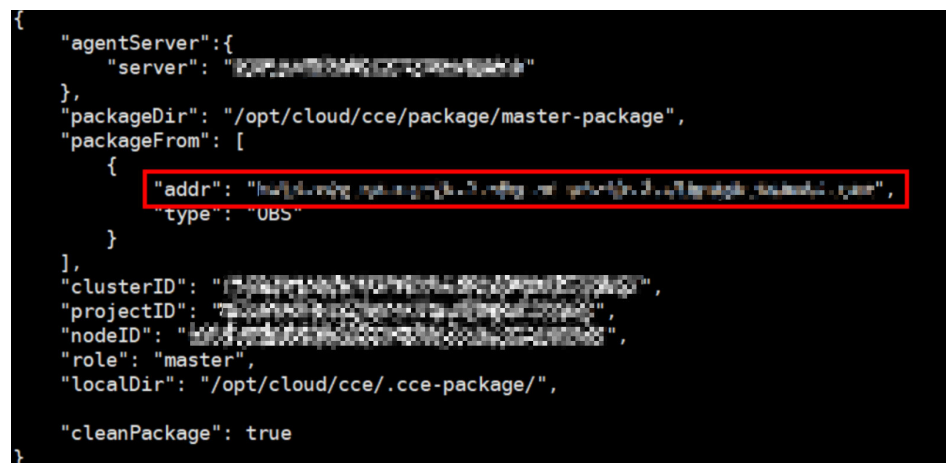 {
"agentServer":{
"server": "
},
"packageDir": "/opt/cloud/cce/package/master-package",
"packageFrom": [
{
"addr": "
"type": "OBS"
}
],
"clusterID": "
"projectID": "
"nodeID": "
"role": "master",
"localDir": "/opt/cloud/cce/.cce-package/",
"cleanPackage": true
}